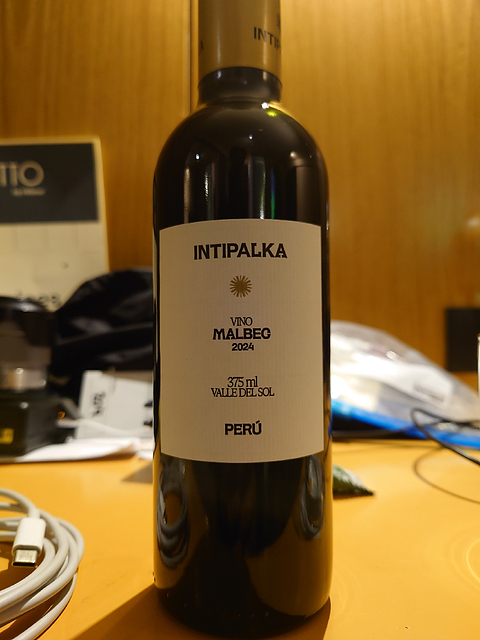 INTIPALKA
VINO
MALBEC
2024
375 ml
VALLE DEL SOL
PERÚ